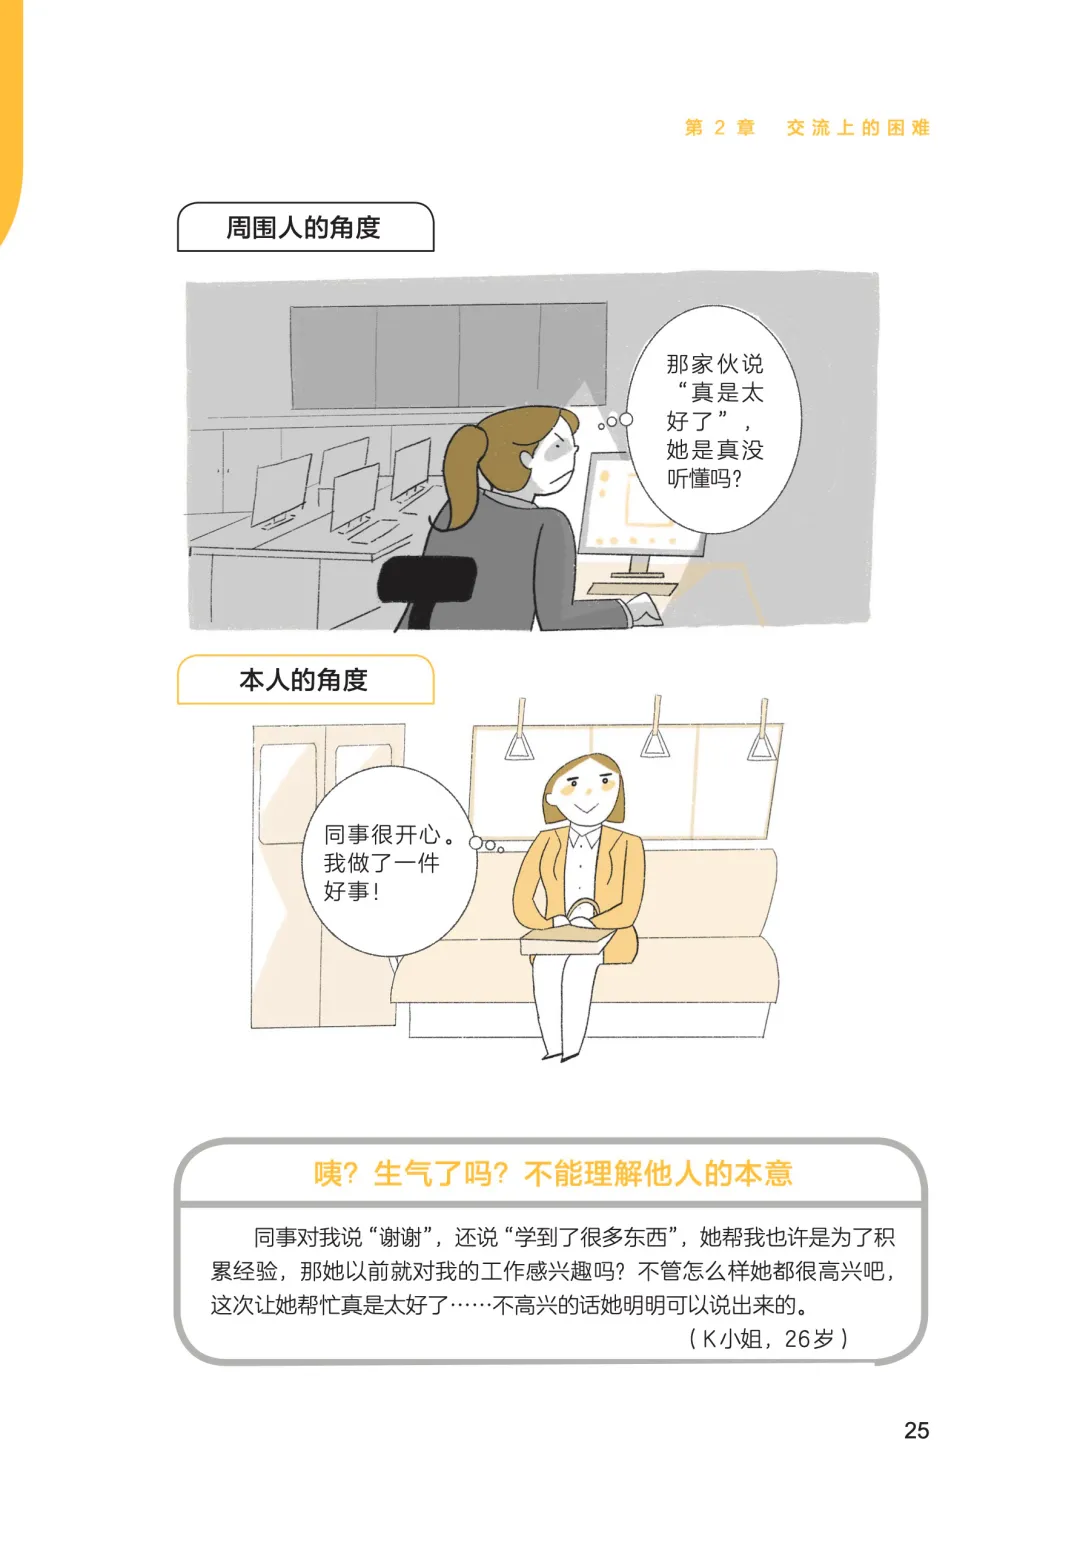 第2章 交流上的困难
周围人的角度
那家伙说
“真是太
好了”，
她是真没
听懂吗？
本人的角度
同事很开心。
我做了一件
好事！
咦？生气了吗？不能理解他人的本意
同事对我说“谢谢”，还说“学到了很多东西”，她帮我也许是为了积
累经验，那她以前就对我的工作感兴趣吗？不管怎么样她都很高兴吧，
这次让她帮忙真是太好了……不高兴的话她明明可以说出来的。
（K小姐，26岁）
25